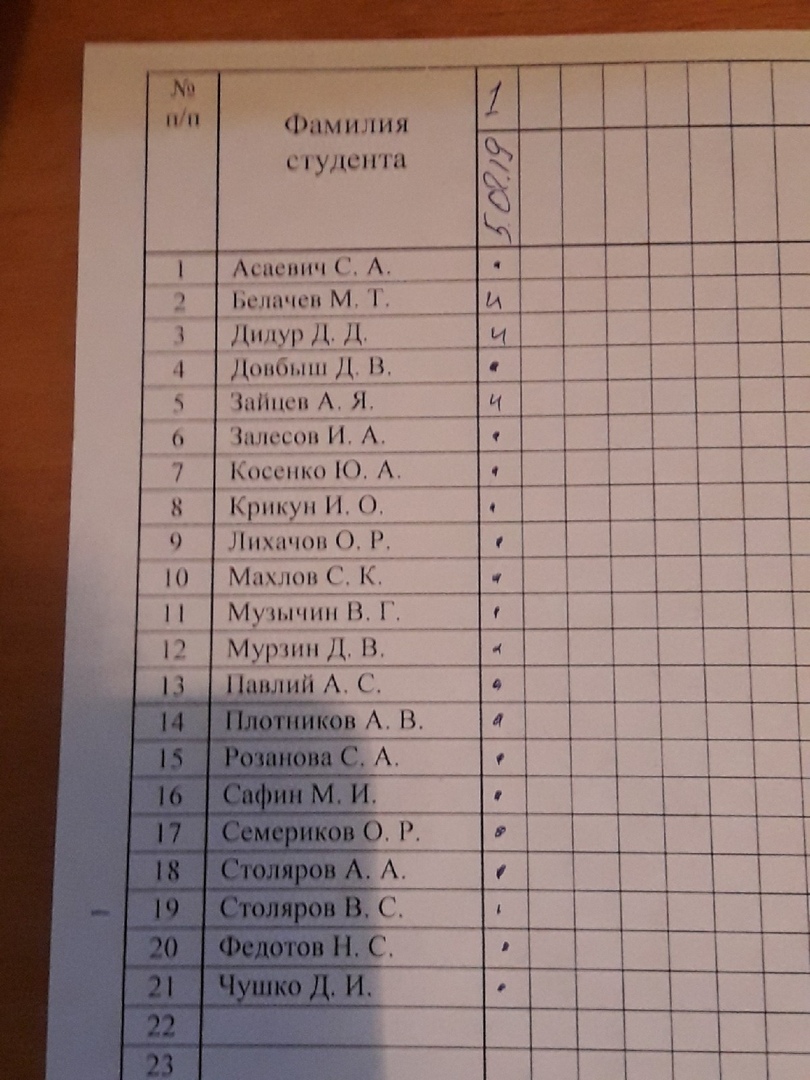 № п/п Фамилия студента 1
5.02.19
1 Асаевич С. А. •
2 Белачев М. Т. ч
3 Дидур Д. Д. ч
4 Довбыш Д. В. •
5 Зайцев А. Я. ч
6 Залесов И. А. •
7 Косенко Ю. А. •
8 Крикун И. О. •
9 Лихачов О. Р. •
10 Махлов С. К. •
11 Музычин В. Г. •
12 Мурзин Д. В. •
13 Павлий А. С. •
14 Плотников А. В. •
15 Розанова С. А. •
16 Сафин М. И. •
17 Семериков О. Р. •
18 Столяров А. А. •
19 Столяров В. С. •
20 Федотов Н. С. •
21 Чушко Д. И. •
22
23